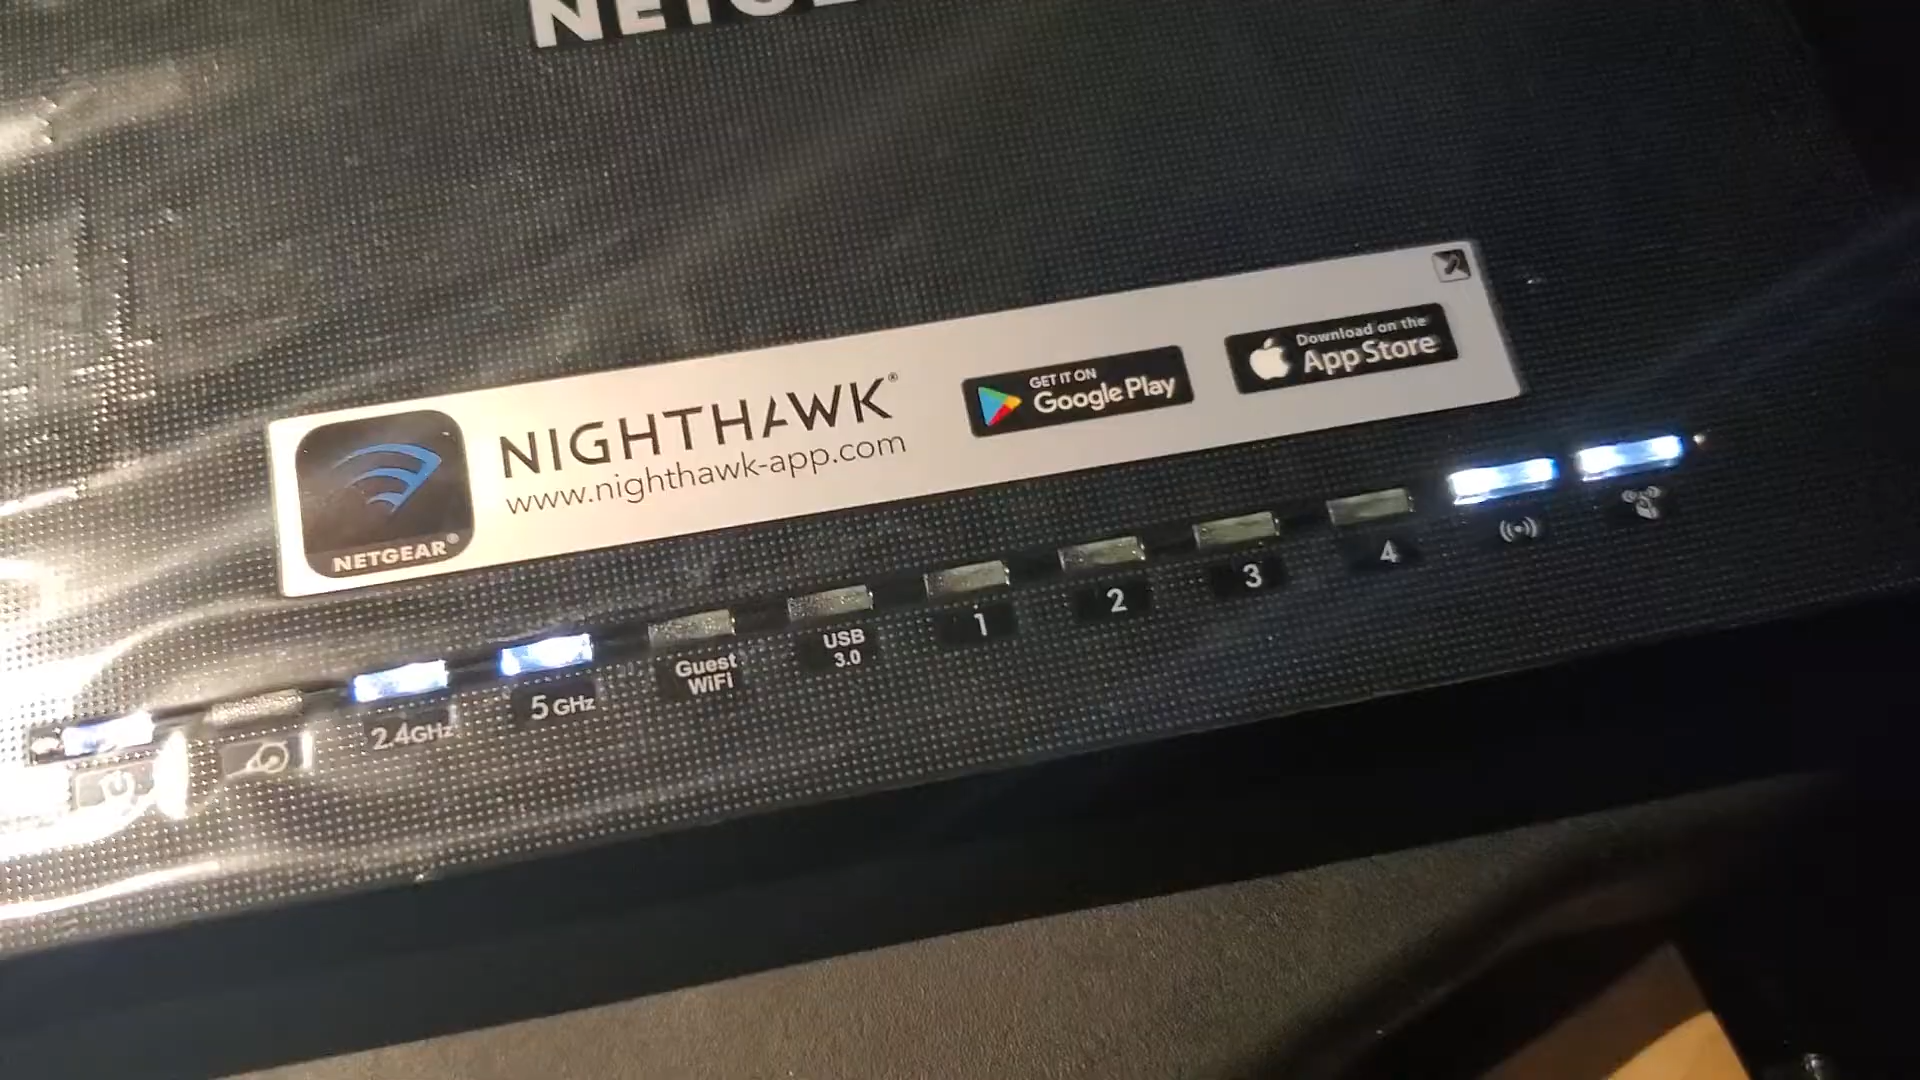 NIGHTHAWK®
www.nighthawk-app.com
NETGEAR®
GET IT ON
Google Play
Download on the
App Store
2.4GHz
5 GHz
Guest
WiFi
USB
3.0
1
2
3
4